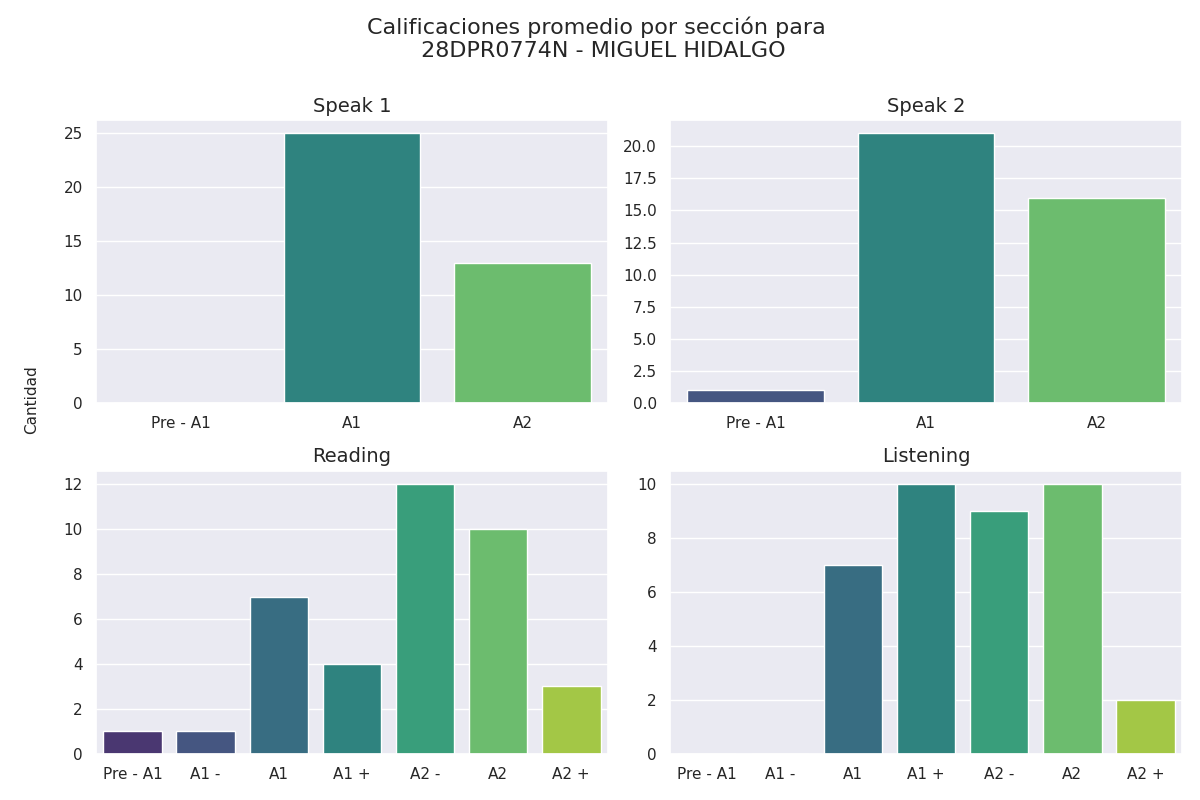 Calificaciones promedio por sección para
28DPR0774N - MIGUEL HIDALGO
Cantidad
Speak 1
25
20
15
10
5
0
Pre - A1 A1 A2
Speak 2
20.0
17.5
15.0
12.5
10.0
7.5
5.0
2.5
0.0
Pre - A1 A1 A2
Reading
12
10
8
6
4
2
0
Pre - A1 A1 - A1 A1 + A2 - A2 A2 +
Listening
10
8
6
4
2
0
Pre - A1 A1 - A1 A1 + A2 - A2 A2 +